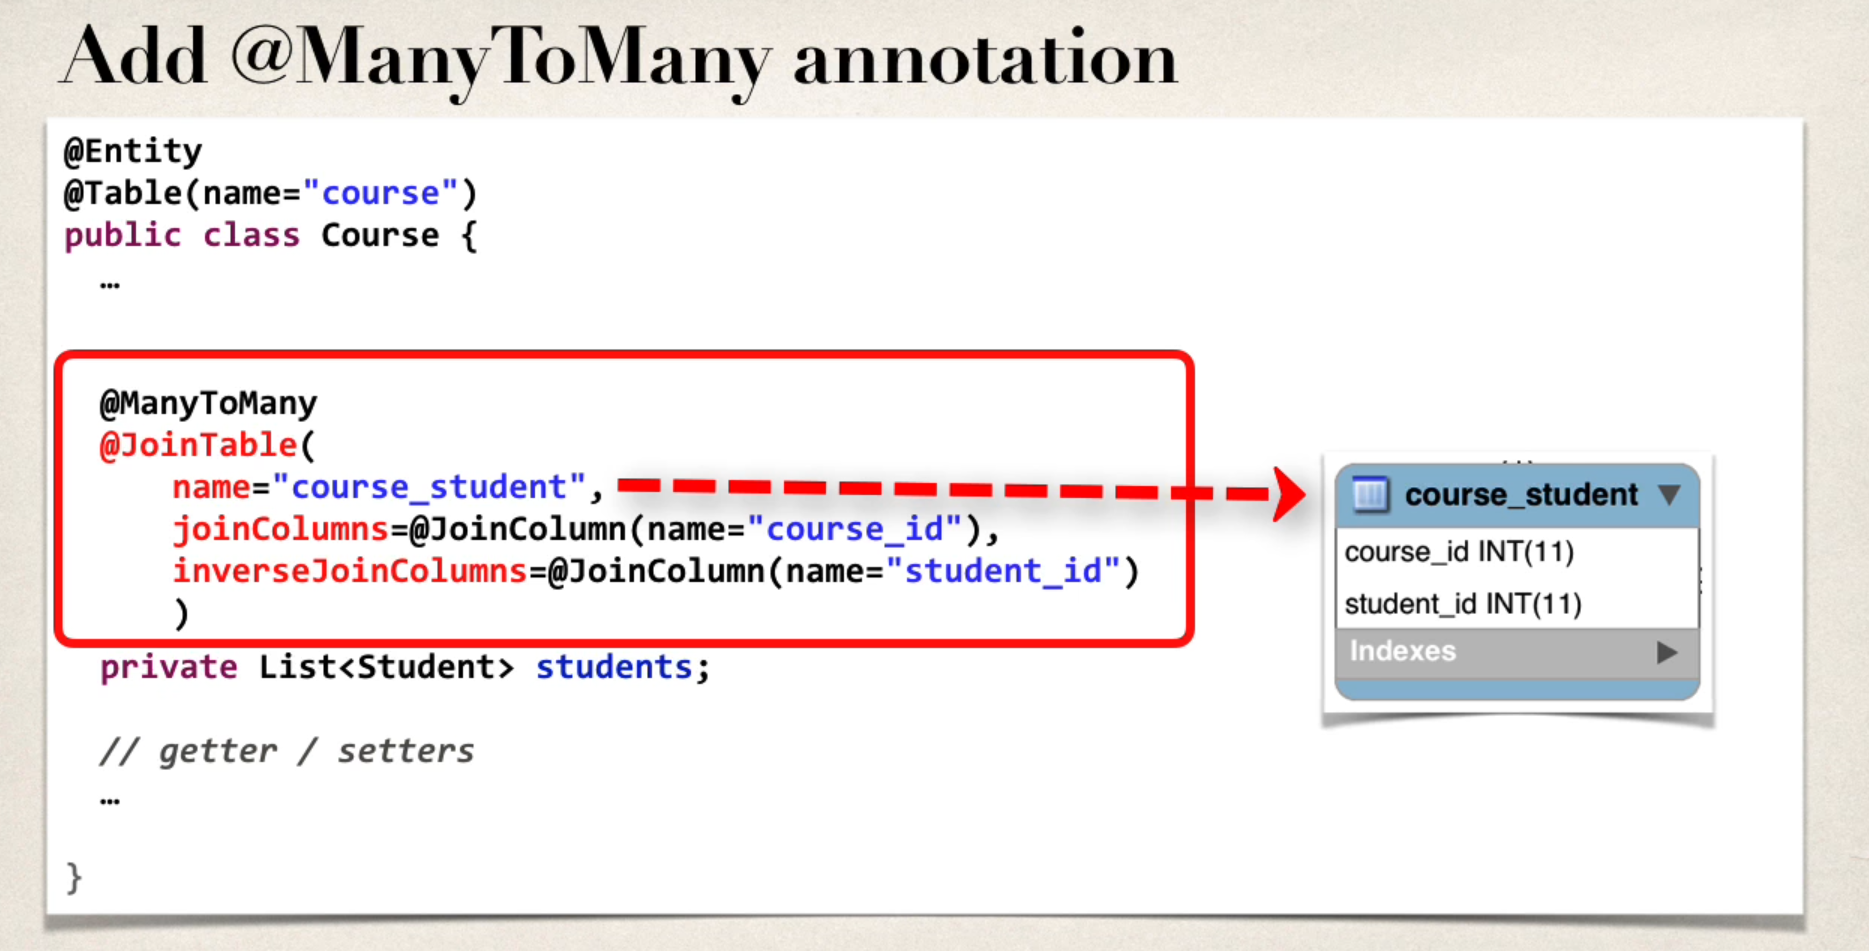 Add @ManyToMany annotation
@Entity
@Table(name="course")
public class Course {
…
@ManyToMany
@JoinTable(
name="course_student",
joinColumns=@JoinColumn(name="course_id"),
inverseJoinColumns=@JoinColumn(name="student_id")
)
private List<Student> students;
// getter / setters
…
}
course_student
course_id INT(11)
student_id INT(11)
Indexes